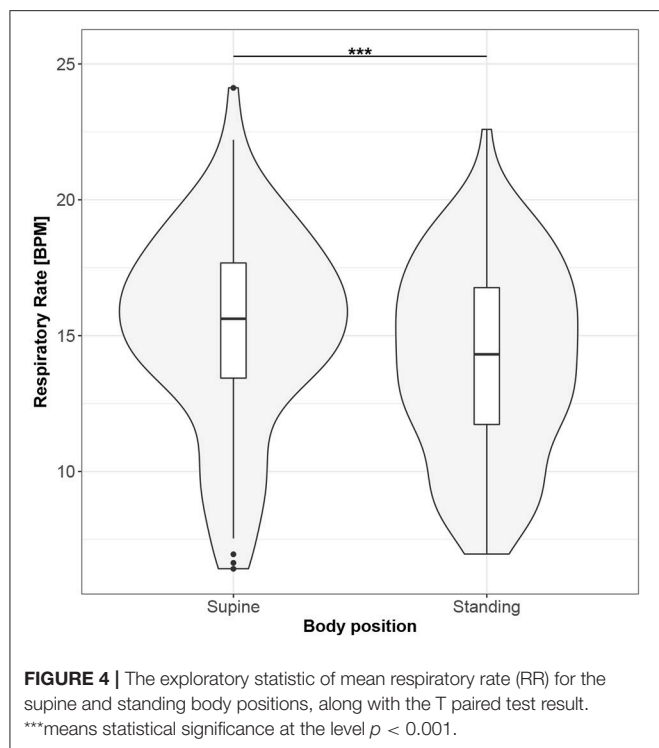 ***
25
20
15
10
Respiratory Rate [BPM]
Supine Standing
Body position
FIGURE 4 | The exploratory statistic of mean respiratory rate (RR) for the
supine and standing body positions, along with the T paired test result.
***means statistical significance at the level p < 0.001.